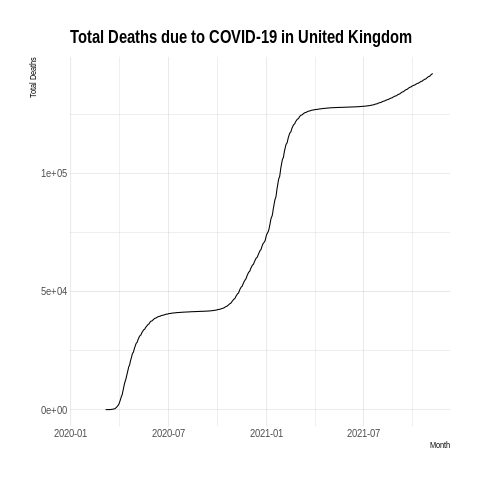 Total Deaths due to COVID-19 in United Kingdom
Total Deaths
1e+05
5e+04
0e+00
2020-01 2020-07 2021-01 2021-07
Month